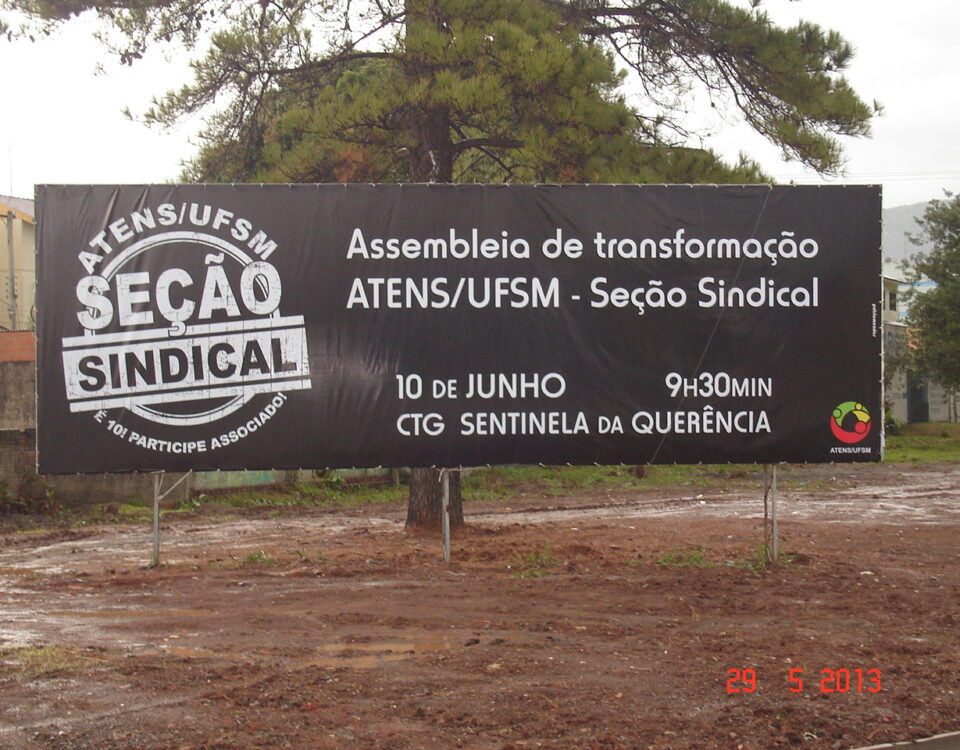 ATENS/UFSM
SEÇÃO
SINDICAL
É 10! PARTICIPE ASSOCIADO!
Assembleia de transformação
ATENS/UFSM - Seção Sindical
10 DE JUNHO 9H30MIN
CTG SENTINELA DA QUERÊNCIA
ATENS/UFSM
29 5 2013